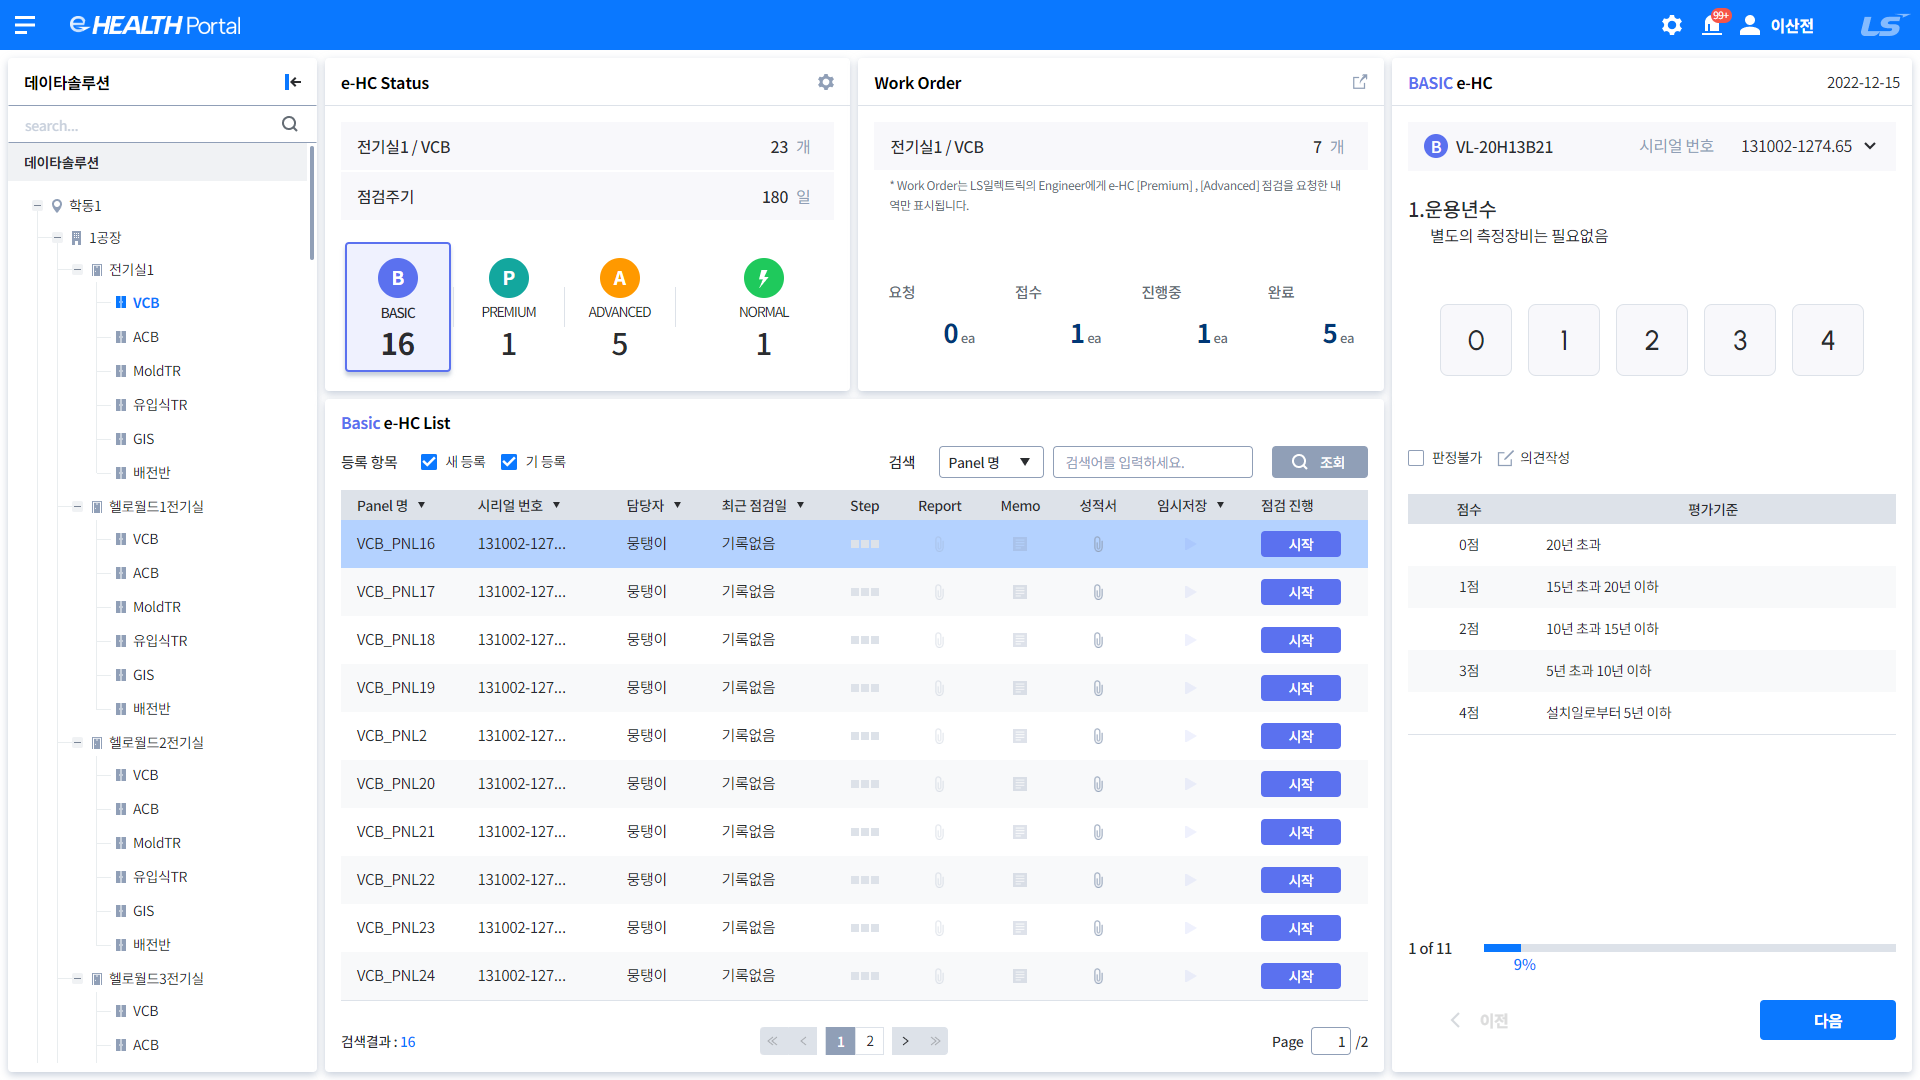 e HEALTH Portal
99+
이산전
LS
데이타솔루션
search...
데이타솔루션
학동1
1공장
전기실1
VCB
ACB
MoldTR
유입식TR
GIS
배전반
헬로월드1전기실
VCB
ACB
MoldTR
유입식TR
GIS
배전반
헬로월드2전기실
VCB
ACB
MoldTR
유입식TR
GIS
배전반
헬로월드3전기실
VCB
ACB
e-HC Status
전기실1 / VCB 23 개
점검주기 180 일
B P A
BASIC PREMIUM ADVANCED NORMAL
16 1 5 1
Work Order
전기실1 / VCB 7 개
* Work Order는 LS일렉트릭의 Engineer에게 e-HC [Premium] , [Advanced] 점검을 요청한 내
역만 표시됩니다.
요청 접수 진행중 완료
0 ea 1 ea 1 ea 5 ea
Basic e-HC List
등록 항목 새 등록 기 등록 검색 Panel 명 ▼ 검색어를 입력하세요. 조회
Panel 명 ▼ 시리얼 번호 ▼ 담당자 ▼ 최근 점검일 ▼ Step Report Memo 성적서 임시저장 ▼ 점검 진행
VCB_PNL16 131002-127... 뭉탱이 기록없음 시작
VCB_PNL17 131002-127... 뭉탱이 기록없음 시작
VCB_PNL18 131002-127... 뭉탱이 기록없음 시작
VCB_PNL19 131002-127... 뭉탱이 기록없음 시작
VCB_PNL2 131002-127... 뭉탱이 기록없음 시작
VCB_PNL20 131002-127... 뭉탱이 기록없음 시작
VCB_PNL21 131002-127... 뭉탱이 기록없음 시작
VCB_PNL22 131002-127... 뭉탱이 기록없음 시작
VCB_PNL23 131002-127... 뭉탱이 기록없음 시작
VCB_PNL24 131002-127... 뭉탱이 기록없음 시작
검색결과 : 16 « < 1 2 > » Page 1 /2
BASIC e-HC 2022-12-15
B VL-20H13B21 시리얼 번호 131002-1274.65
1.운용년수
별도의 측정장비는 필요없음
0 1 2 3 4
판정불가 의견작성
점수 평가기준
0점 20년 초과
1점 15년 초과 20년 이하
2점 10년 초과 15년 이하
3점 5년 초과 10년 이하
4점 설치일로부터 5년 이하
1 of 11
9%
이전 다음